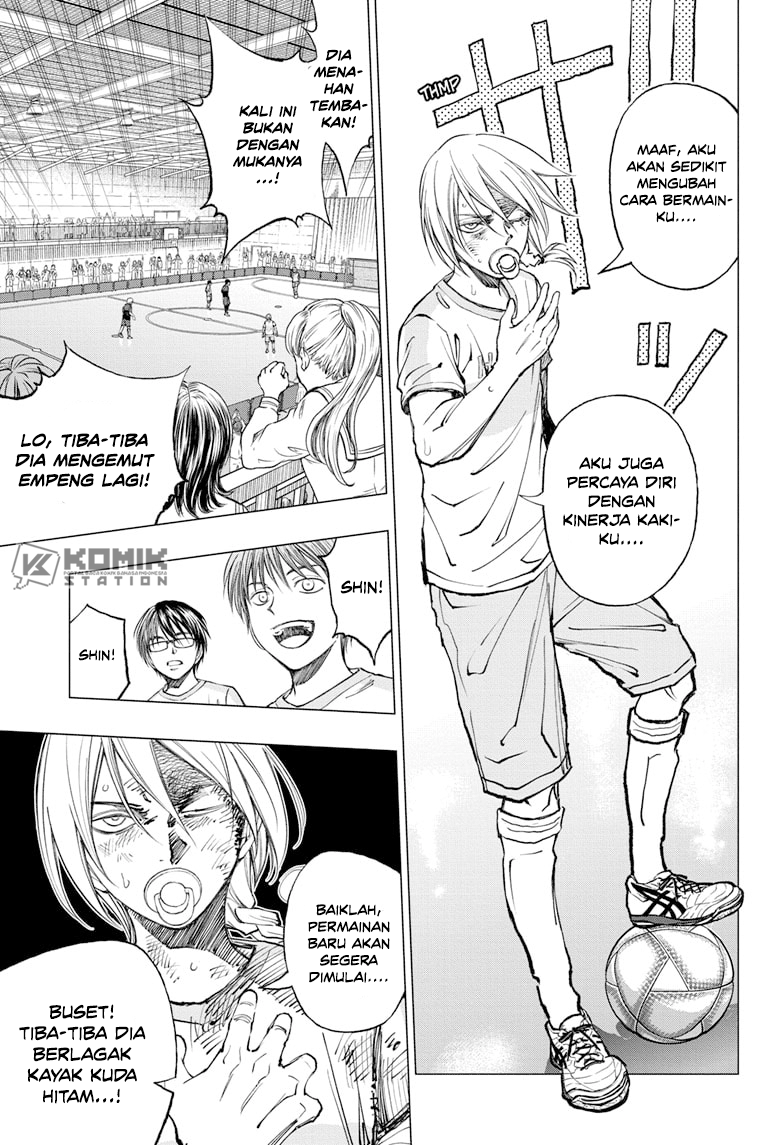 THMP
MAAF, AKU
AKAN SEDIKIT
MENGUBAH
CARA BERMAIN-
KU....
AKU JUGA
PERCAYA DIRI
DENGAN
KINERJA KAKI-
KU....
DIA
MENA-
HAN
TEMBA-
KAN!
KALI INI
BUKAN
DENGAN
MUKANYA
...!
LO, TIBA-TIBA
DIA MENGEMUT
EMPENG LAGI!
KOMIK
STATION
SHIN!
SHIN!
BAIKLAH,
PERMAINAN
BARU AKAN
SEGERA
DIMULAI....
BUSET!
TIBA-TIBA DIA
BERLAGAK
KAYAK KUDA
HITAM...!